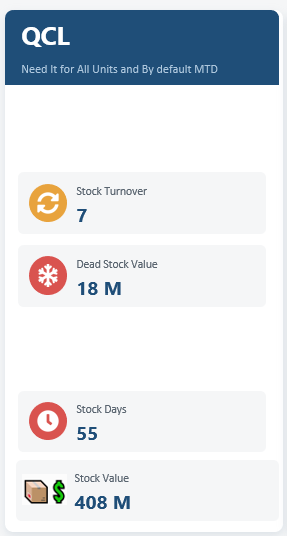 QCL
Need It for All Units and By default MTD
Stock Turnover
7
Dead Stock Value
18 M
Stock Days
55
Stock Value
408 M